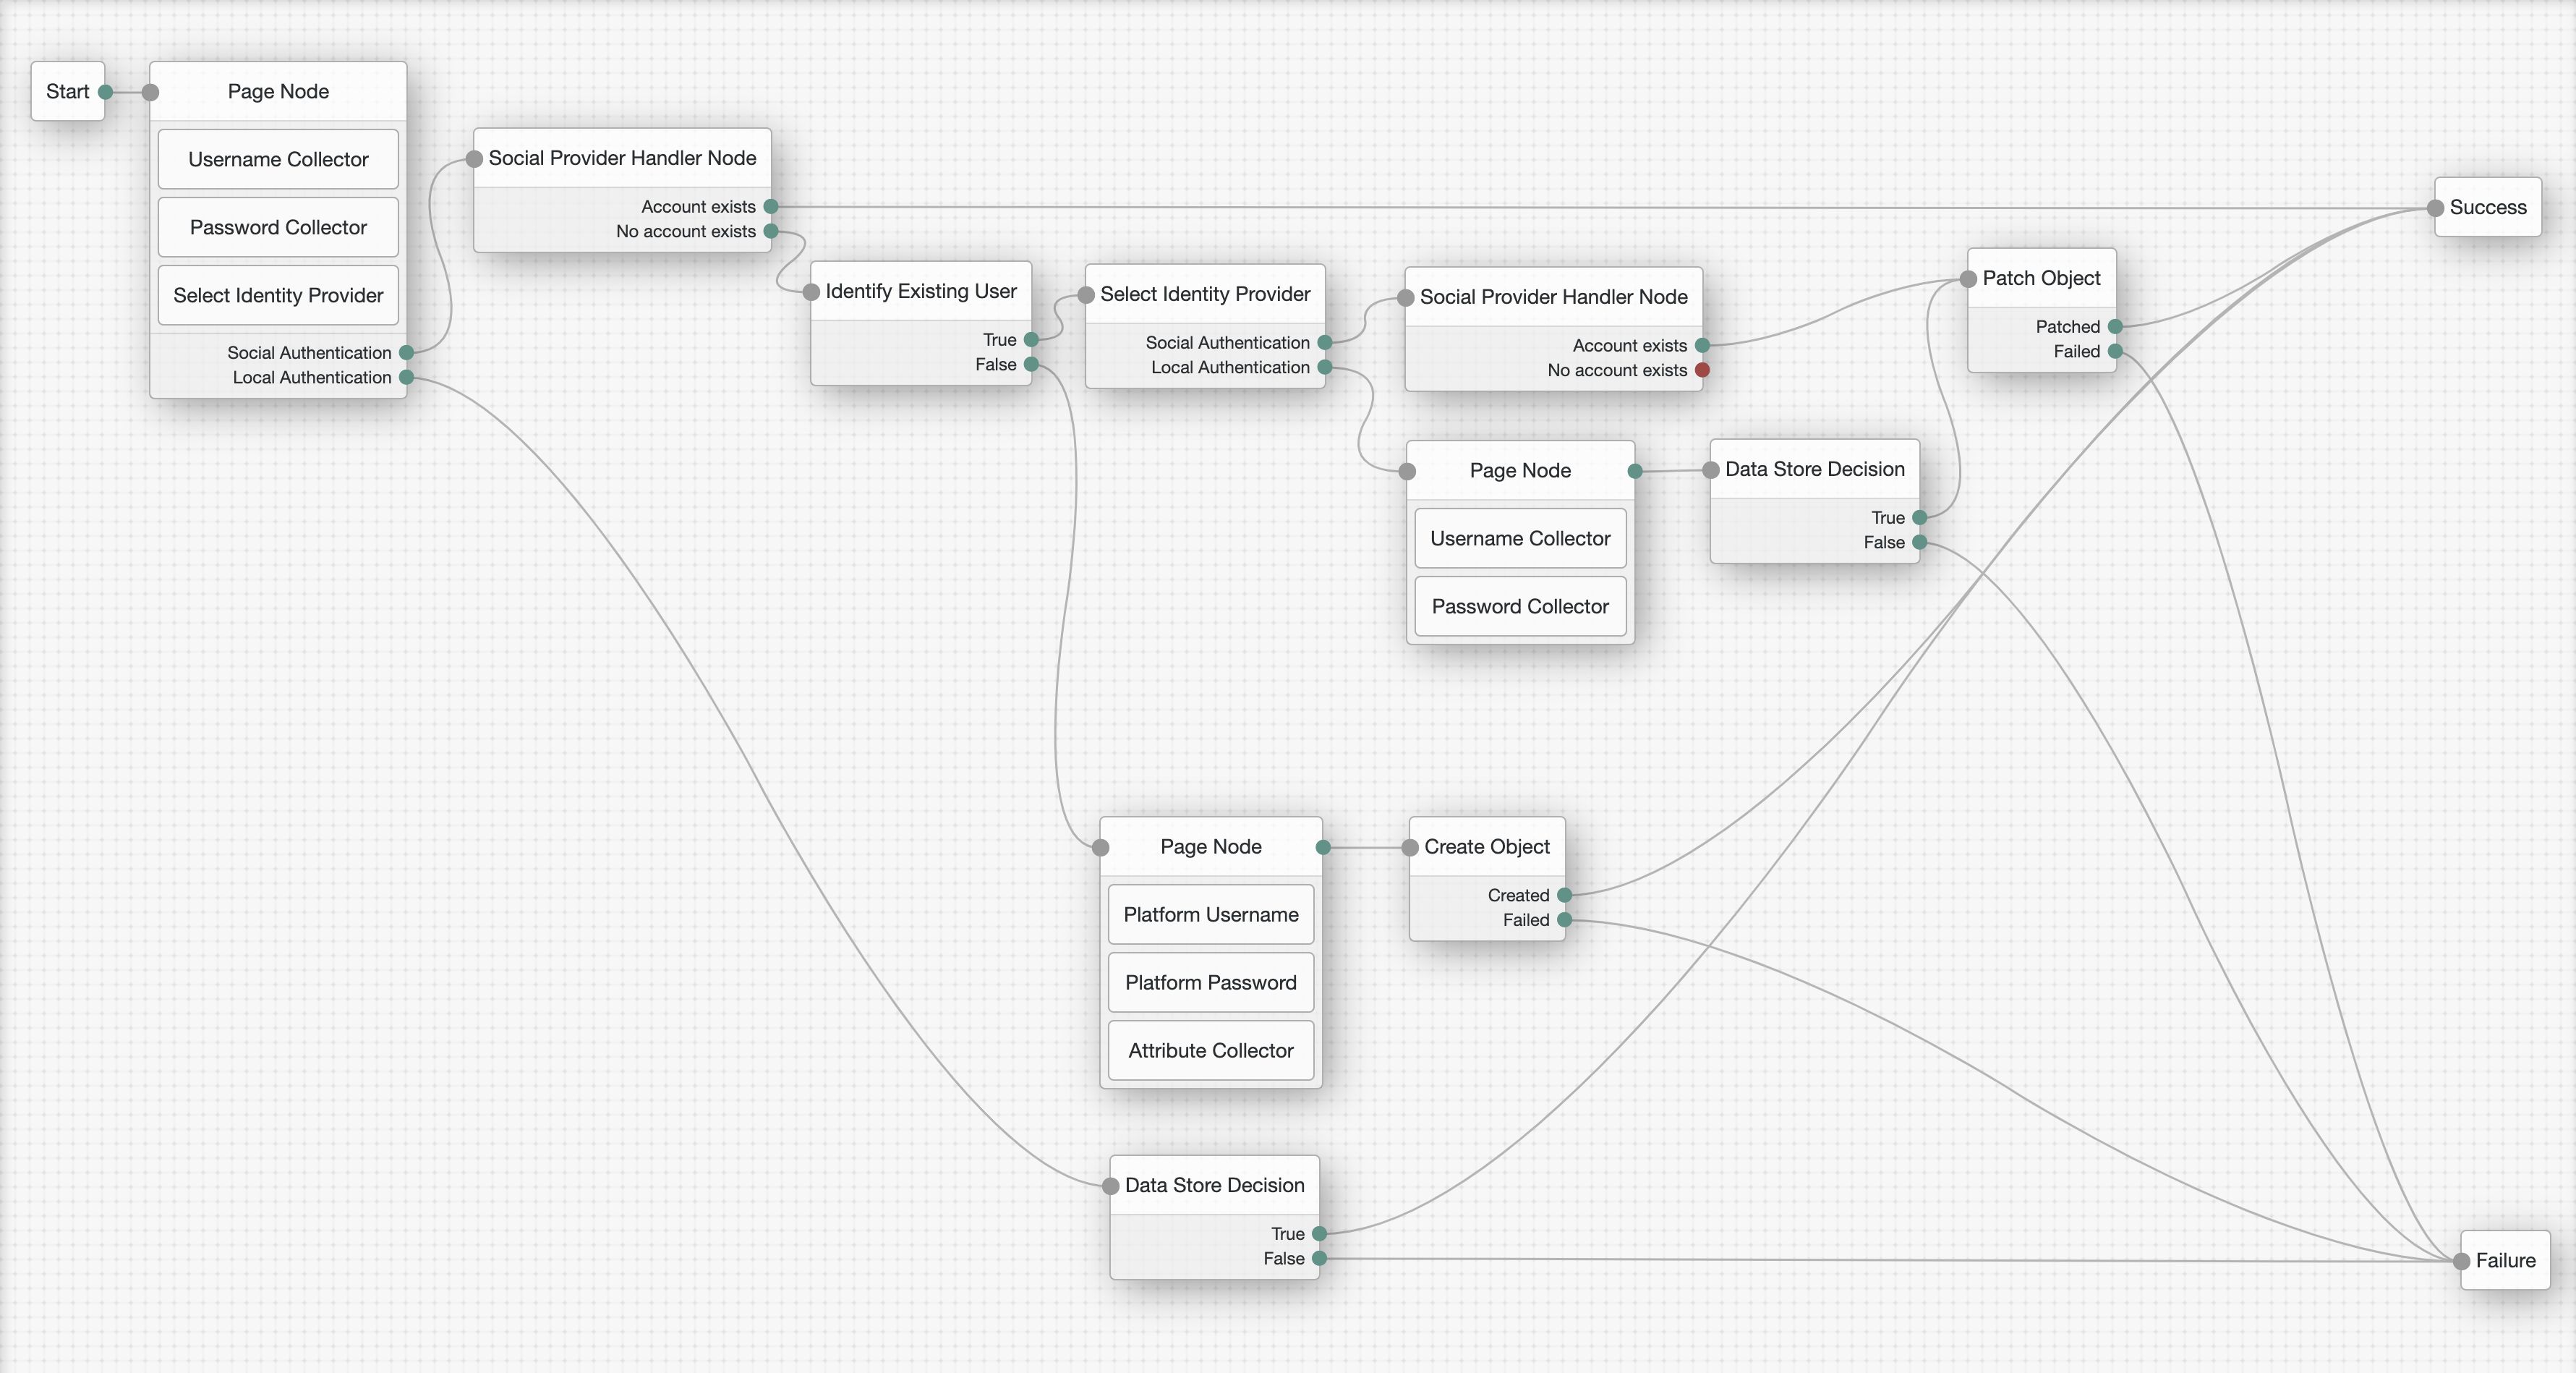 Start
Page Node
Username Collector
Password Collector
Select Identity Provider
Social Authentication
Local Authentication
Social Provider Handler Node
Account exists
No account exists
Identify Existing User
True
False
Select Identity Provider
Social Authentication
Local Authentication
Social Provider Handler Node
Account exists
No account exists
Patch Object
Patched
Failed
Success
Page Node
Username Collector
Password Collector
Data Store Decision
True
False
Page Node
Platform Username
Platform Password
Attribute Collector
Create Object
Created
Failed
Data Store Decision
True
False
Failure